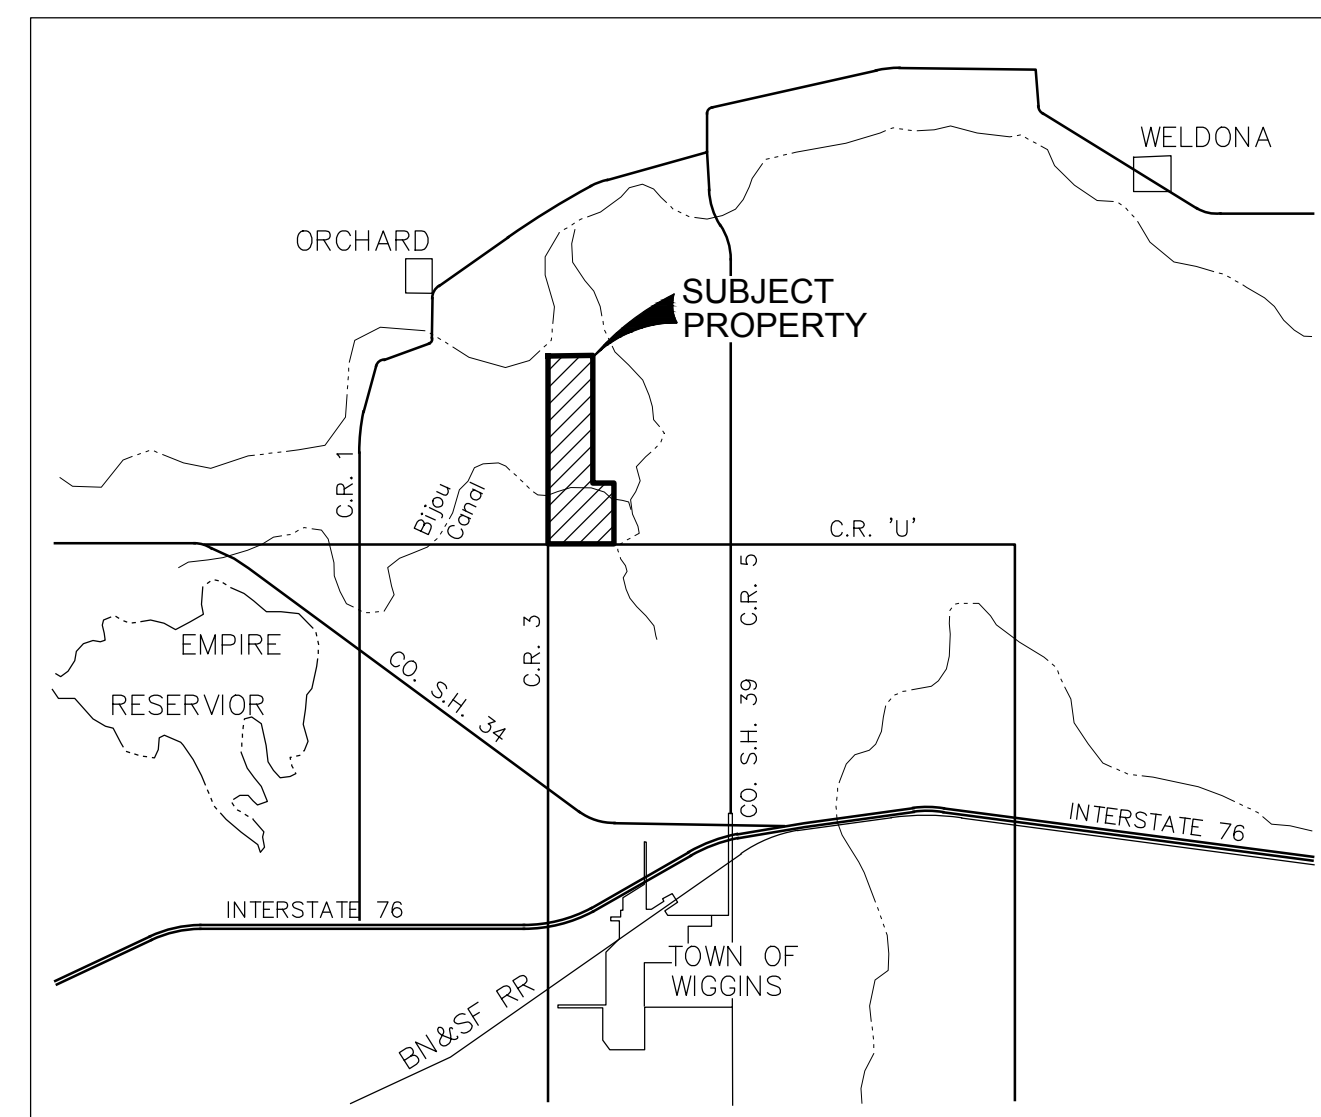 WELDONA
ORCHARD
SUBJECT
PROPERTY
C.R. 1
Bijou
Canal
C.R. 'U'
C.R. 5
C.R. 3
EMPIRE
RESERVIOR
CO. S.H. 34
CO. S.H. 39
INTERSTATE 76
INTERSTATE 76
TOWN OF
WIGGINS
BN&SF RR